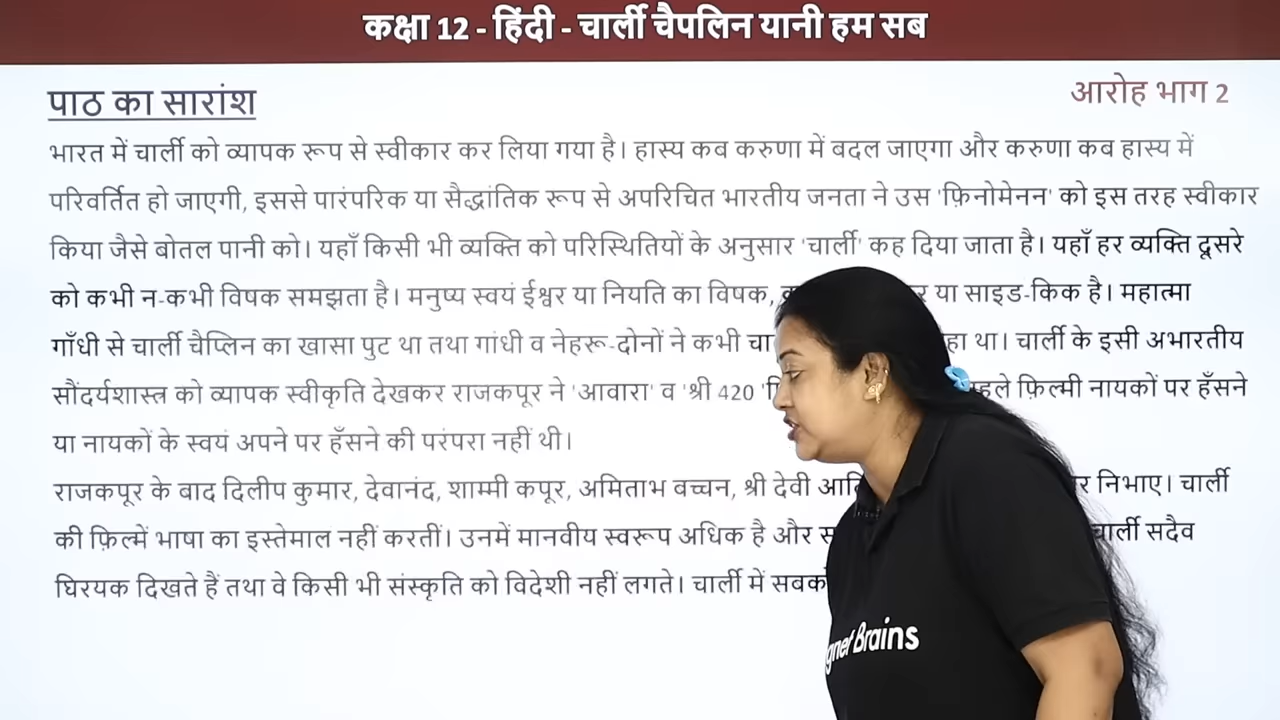 कक्षा 12 - हिंदी - चार्ली चैपलिन यानी हम सब
पाठ का सारांश
आरोह भाग 2
भारत में चार्ली को व्यापक रूप से स्वीकार कर लिया गया है। हास्य कब करुणा में बदल जाएगा और करुणा कब हास्य में
परिवर्तित हो जाएगी, इससे पारंपरिक या सैद्धांतिक रूप से अपरिचित भारतीय जनता ने उस 'फ़िनोमेनन' को इस तरह स्वीकार
किया जैसे बोतल पानी को। यहाँ किसी भी व्यक्ति को परिस्थितियों के अनुसार 'चार्ली' कह दिया जाता है। यहाँ हर व्यक्ति दूसरे
को कभी न-कभी विषक समझता है। मनुष्य स्वयं ईश्वर या नियति का विषक, या साइड-किक है। महात्मा
गाँधी से चार्ली चैप्लिन का खासा पुट था तथा गांधी व नेहरू-दोनों ने कभी था। चार्ली के इसी अभारतीय
सौंदर्यशास्त्र को व्यापक स्वीकृति देखकर राजकपूर ने 'आवारा' व 'श्री 420 फ़िल्मी नायकों पर हँसने
या नायकों के स्वयं अपने पर हँसने की परंपरा नहीं थी।
राजकपूर के बाद दिलीप कुमार, देवानंद, शाम्मी कपूर, अमिताभ वच्चन, श्री देवी निभाए। चार्ली
की फ़िल्में भाषा का इस्तेमाल नहीं करतीं। उनमें मानवीय स्वरूप अधिक है और सदैव
घिरयक दिखते हैं तथा वे किसी भी संस्कृति को विदेशी नहीं लगते। चार्ली में
Brains